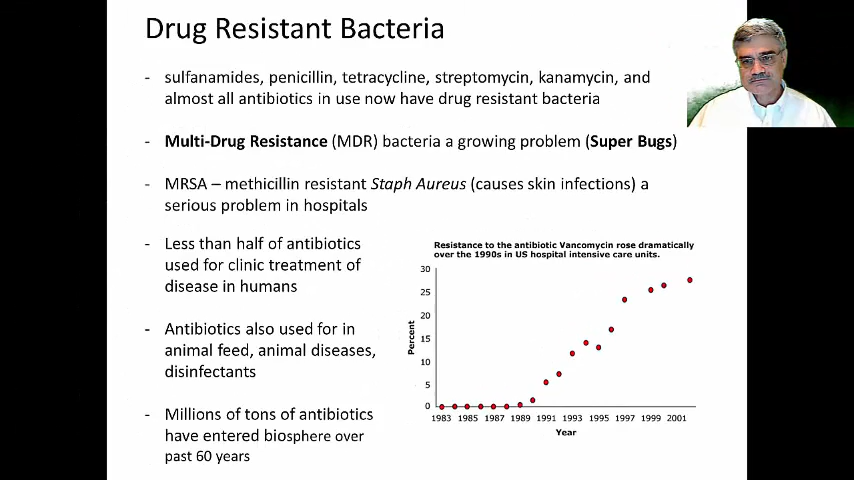 Drug Resistant Bacteria
- sulfanamides, penicillin, tetracycline, streptomycin, kanamycin, and
almost all antibiotics in use now have drug resistant bacteria
- Multi-Drug Resistance (MDR) bacteria a growing problem (Super Bugs)
- MRSA – methicillin resistant Staph Aureus (causes skin infections) a
serious problem in hospitals
- Less than half of antibiotics
used for clinic treatment of
disease in humans
- Antibiotics also used for in
animal feed, animal diseases,
disinfectants
- Millions of tons of antibiotics
have entered biosphere over
past 60 years
Resistance to the antibiotic Vancomycin rose dramatically
over the 1990s in US hospital intensive care units.
30
25
20
15
10
5
0
Percent
1983 1985 1987 1989 1991 1993 1995 1997 1999 2001
Year